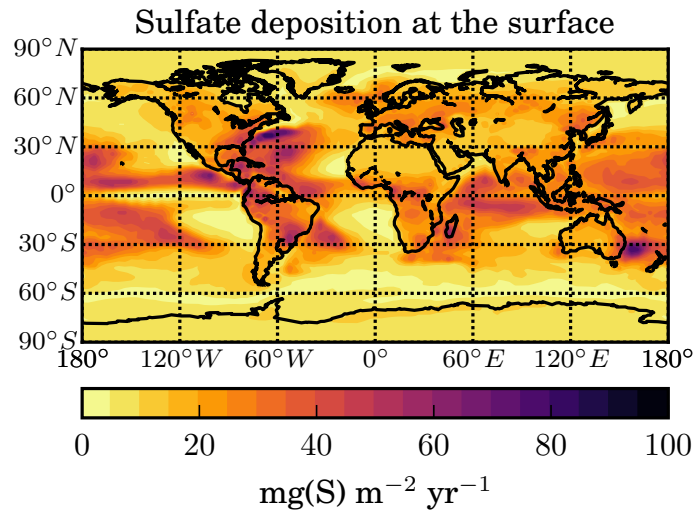 Sulfate deposition at the surface
90°N
60°N
30°N
0°
30°S
60°S
90°S
180° 120°W 60°W 0° 60°E 120°E 180°
0 20 40 60 80 100
mg(S) m⁻² yr⁻¹